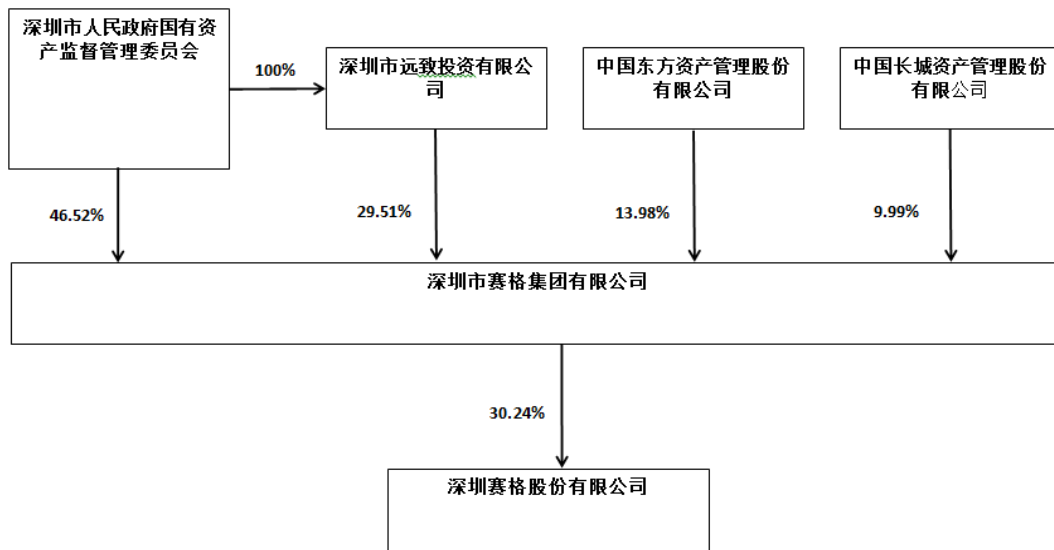 深圳市人民政府国有资
产监督管理委员会
100%
深圳市远致投资有限公
司
中国东方资产管理股份
有限公司
中国长城资产管理股份
有限公司
46.52%
29.51%
13.98%
9.99%
深圳市赛格集团有限公司
30.24%
深圳赛格股份有限公司